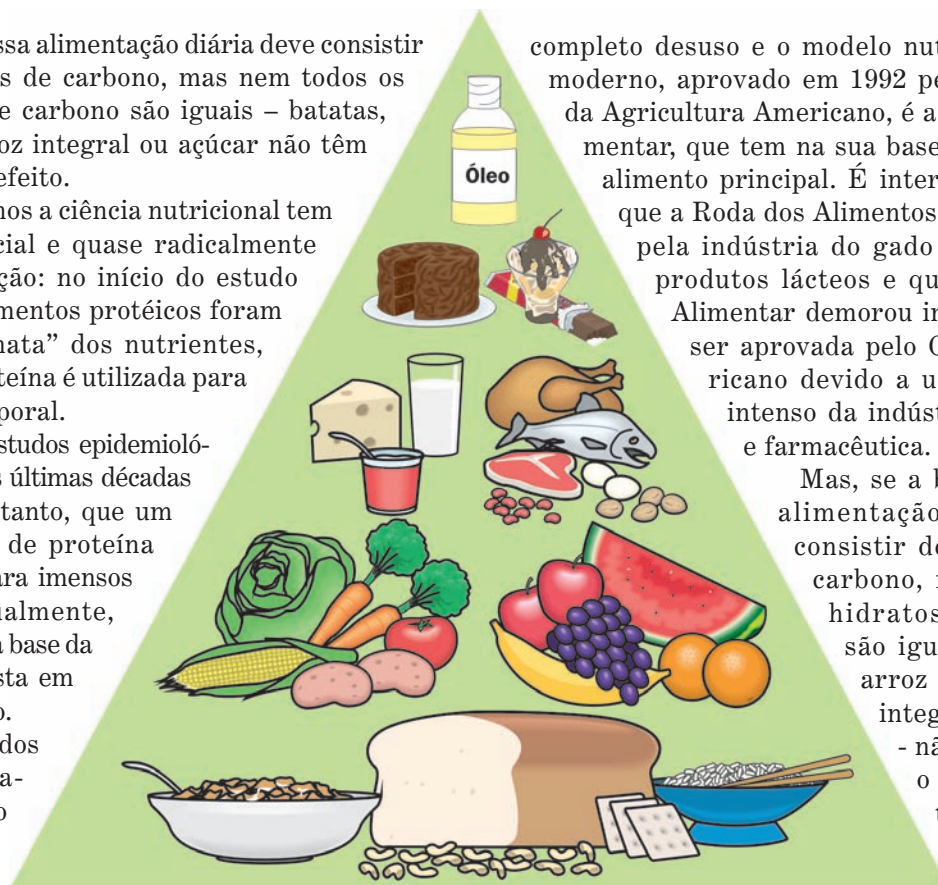 ssa alimentação diária deve consistir
s de carbono, mas nem todos os
e carbono são iguais – batatas,
oz integral ou açúcar não têm
efeito.
nos a ciência nutricional tem
cial e quase radicalmente
ção: no início do estudo
mentos protéicos foram
nata” dos nutrientes,
teína é utilizada para
poral.
studos epidemioló-
s últimas décadas
tanto, que um
de proteína
ara imensos
ualmente,
a base da
sta em
o.
dos
a-
o
Óleo
completo desuso e o modelo nut
moderno, aprovado em 1992 pe
da Agricultura Americano, é a
mentar, que tem na sua base
alimento principal. É inter
que a Roda dos Alimentos
pela indústria do gado
produtos lácteos e qu
Alimentar demorou in
ser aprovada pelo
ricano devido a u
intenso da indúst
e farmacêutica.
Mas, se a b
alimentação
consistir de
carbono,
hidratos
são igu
arroz
integ
- nã
o